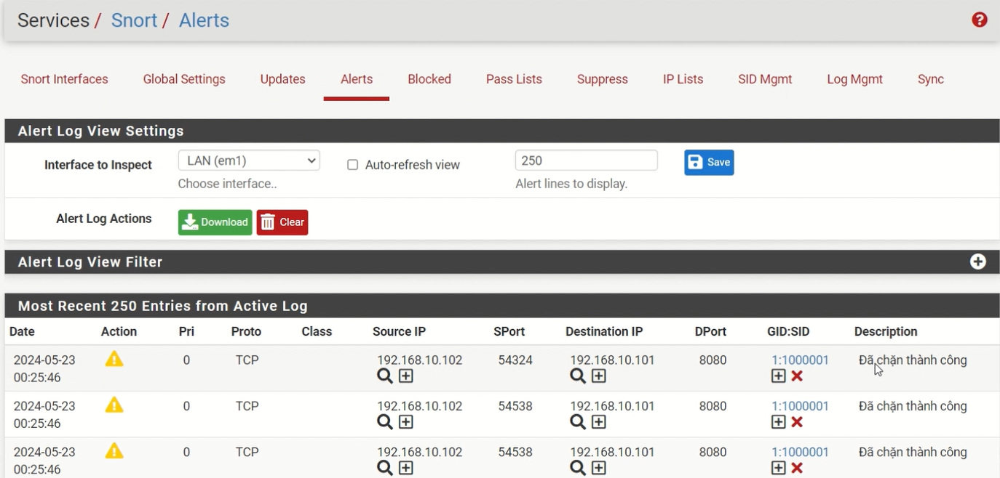 Services / Snort / Alerts
Snort Interfaces Global Settings Updates Alerts Blocked Pass Lists Suppress IP Lists SID Mgmt Log Mgmt Sync
Alert Log View Settings
Interface to Inspect LAN (em1) Auto-refresh view 250 Save
Choose interface.. Alert lines to display.
Alert Log Actions Download Clear
Alert Log View Filter
Most Recent 250 Entries from Active Log
Date Action Pri Proto Class Source IP SPort Destination IP DPort GID:SID Description
2024-05-23 0 TCP 192.168.10.102 54324 192.168.10.101 8080 1:1000001 Đã chặn thành công
00:25:46
2024-05-23 0 TCP 192.168.10.102 54538 192.168.10.101 8080 1:1000001 Đã chặn thành công
00:25:46
2024-05-23 0 TCP 192.168.10.102 54538 192.168.10.101 8080 1:1000001 Đã chặn thành công
00:25:46